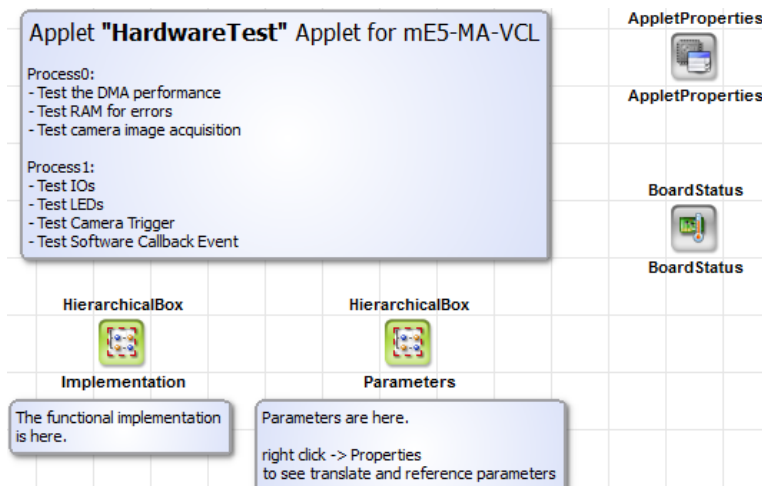 Applet "HardwareTest" Applet for mE5-MA-VCL
Process0:
- Test the DMA performance
- Test RAM for errors
- Test camera image acquisition
Process1:
- Test IOs
- Test LEDs
- Test Camera Trigger
- Test Software Callback Event
AppletProperties
AppletProperties
BoardStatus
BoardStatus
HierarchicalBox
Implementation
The functional implementation
is here.
HierarchicalBox
Parameters
Parameters are here.
right click -> Properties
to see translate and reference parameters